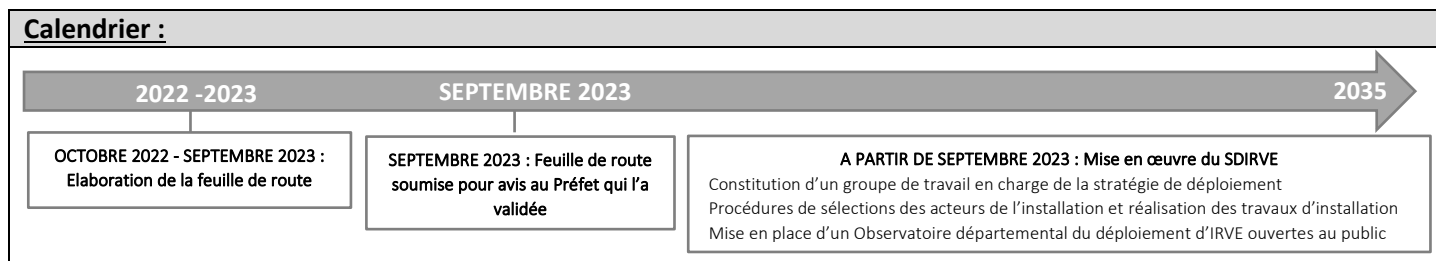 Calendrier :
2022 -2023
SEPTEMBRE 2023
2035
OCTOBRE 2022 - SEPTEMBRE 2023 :
Elaboration de la feuille de route
SEPTEMBRE 2023 : Feuille de route
soumise pour avis au Préfet qui l'a
validée
A PARTIR DE SEPTEMBRE 2023 : Mise en œuvre du SDIRVE
Constitution d'un groupe de travail en charge de la stratégie de déploiement
Procédures de sélections des acteurs de l'installation et réalisation des travaux d'installation
Mise en place d'un Observatoire départemental du déploiement d'IRVE ouvertes au public